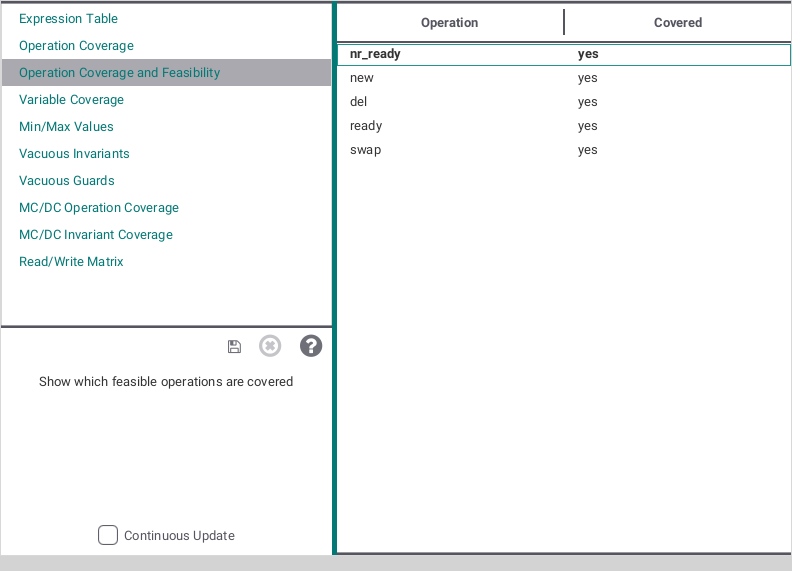 Expression Table
Operation Coverage
Operation Coverage and Feasibility
Variable Coverage
Min/Max Values
Vacuous Invariants
Vacuous Guards
MC/DC Operation Coverage
MC/DC Invariant Coverage
Read/Write Matrix
?
Show which feasible operations are covered
Continuous Update
Operation Covered
nr_ready yes
new yes
del yes
ready yes
swap yes